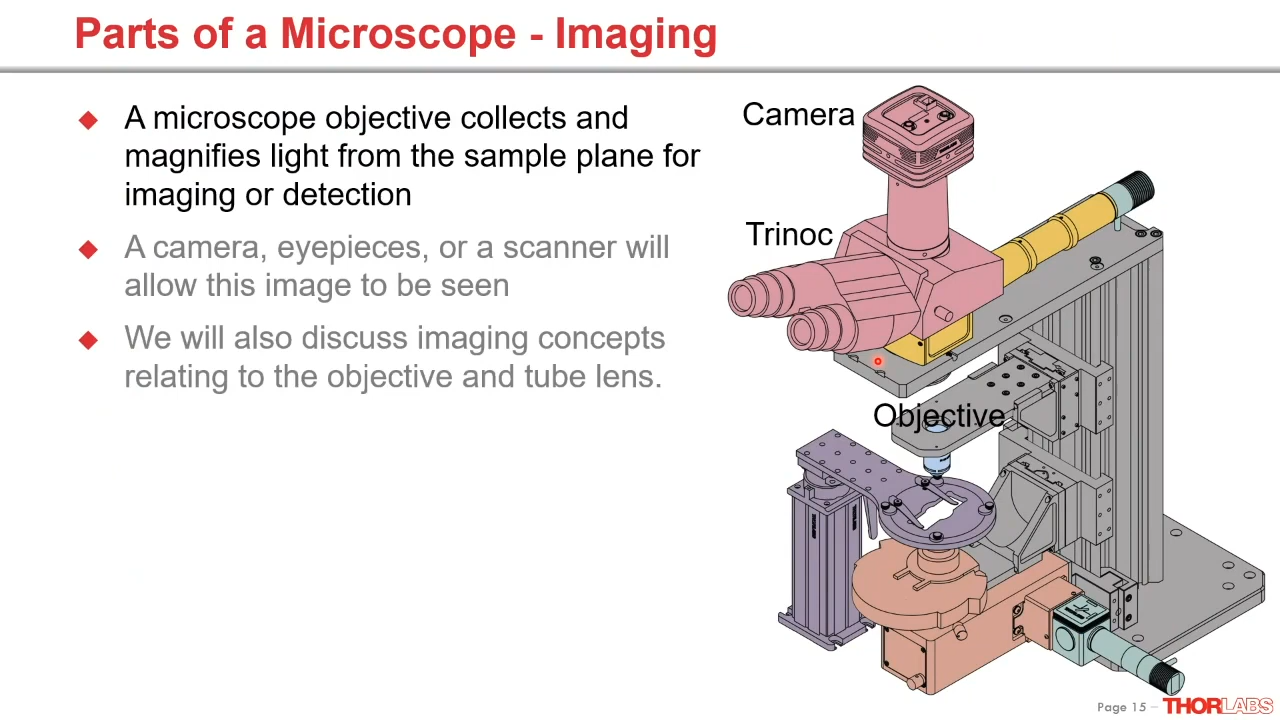 Parts of a Microscope - Imaging
A microscope objective collects and
magnifies light from the sample plane for
imaging or detection
A camera, eyepieces, or a scanner will
allow this image to be seen
We will also discuss imaging concepts
relating to the objective and tube lens.
Camera
Trinoc
Objective
Page 15 – THORLABS